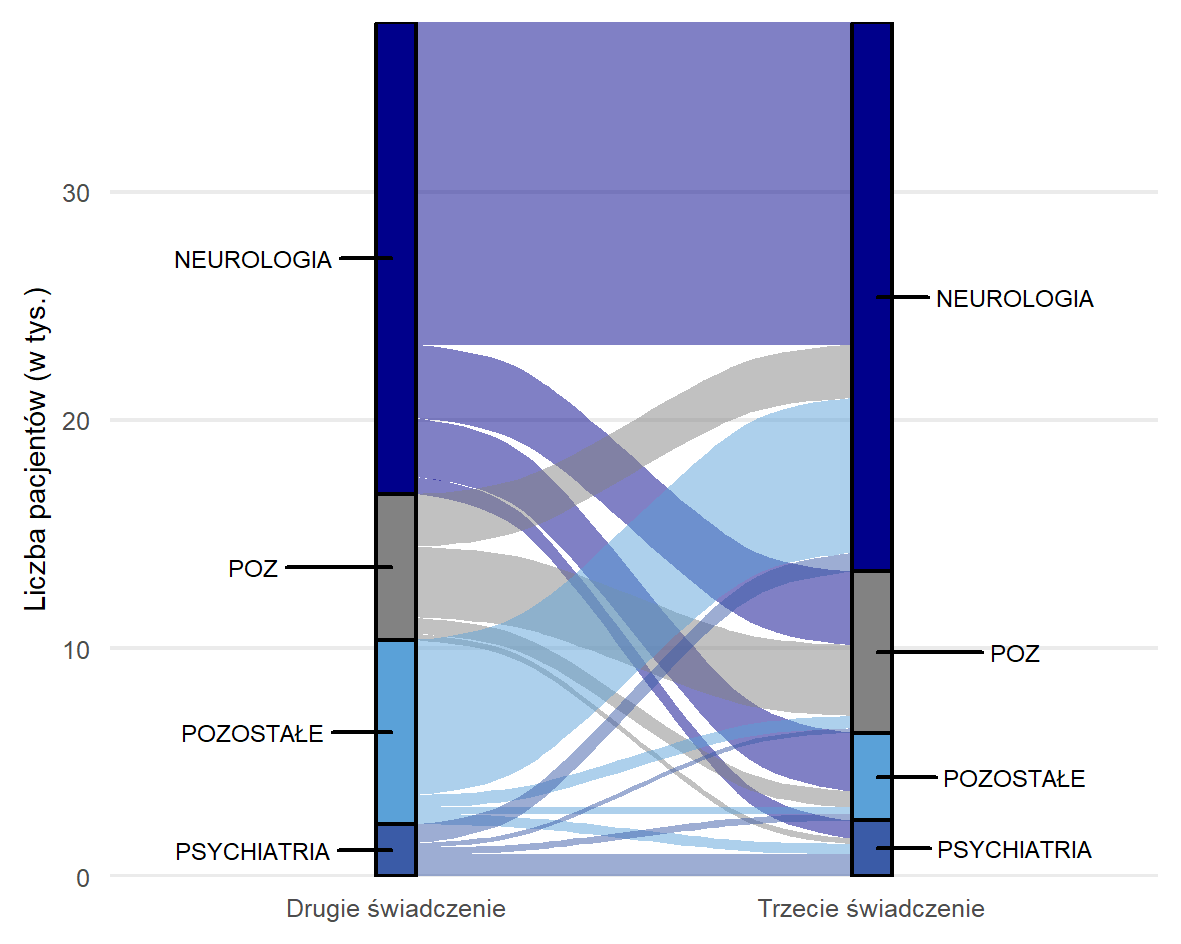 Liczba pacjentów (w tys.)
30
20
10
0
NEUROLOGIA
POZ
POZOSTAŁE
PSYCHIATRIA
NEUROLOGIA
POZ
POZOSTAŁE
PSYCHIATRIA
Drugie świadczenie
Trzecie świadczenie